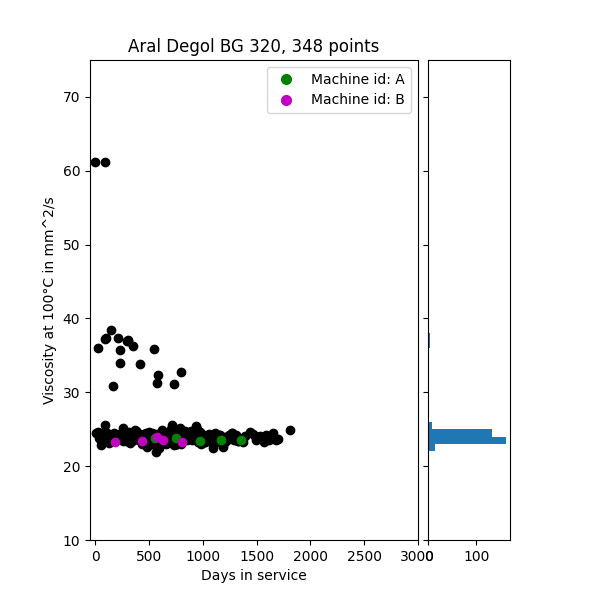 Aral Degol BG 320, 348 points
Machine id: A
Machine id: B
Viscosity at 100°C in mm^2/s
70
60
50
40
30
20
10
0 500 1000 1500 2000 2500 3000
0 100
Days in service